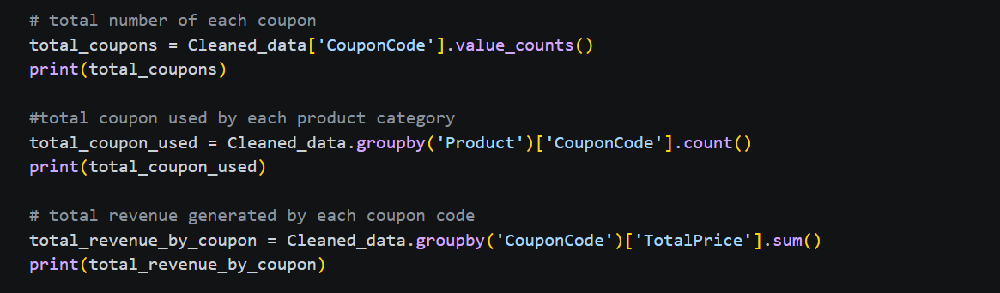 # total number of each coupon
total_coupons = Cleaned_data['CouponCode'].value_counts()
print(total_coupons)
#total coupon used by each product category
total_coupon_used = Cleaned_data.groupby('Product')['CouponCode'].count()
print(total_coupon_used)
# total revenue generated by each coupon code
total_revenue_by_coupon = Cleaned_data.groupby('CouponCode')['TotalPrice'].sum()
print(total_revenue_by_coupon)